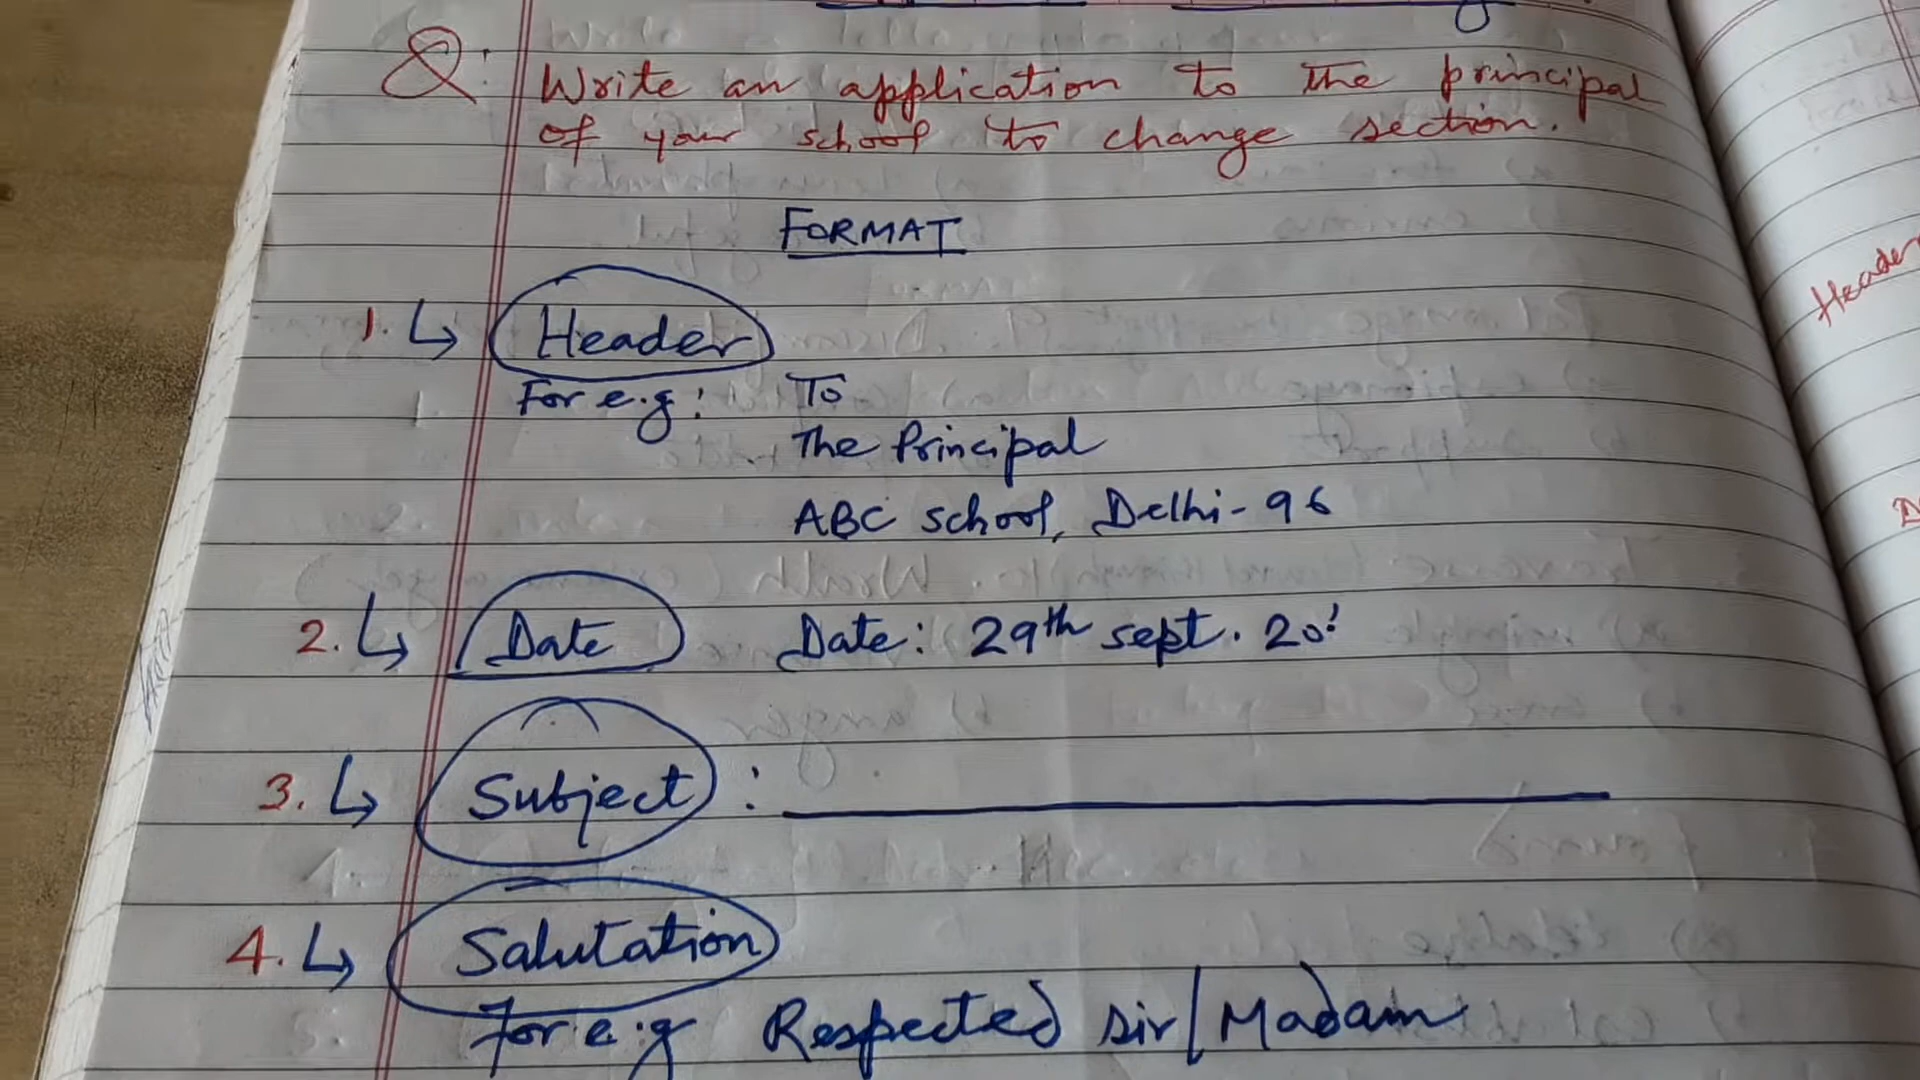 Q: Write an application to the principal
of your school to change section.
FORMAT
1. ↳ Header
For e.g: To
The Principal
ABC school, Delhi-96
2. ↳ Date Date: 29th sept. 20
3. ↳ Subject :
4. ↳ Salutation
For e.g Respected sir/Madam
Header